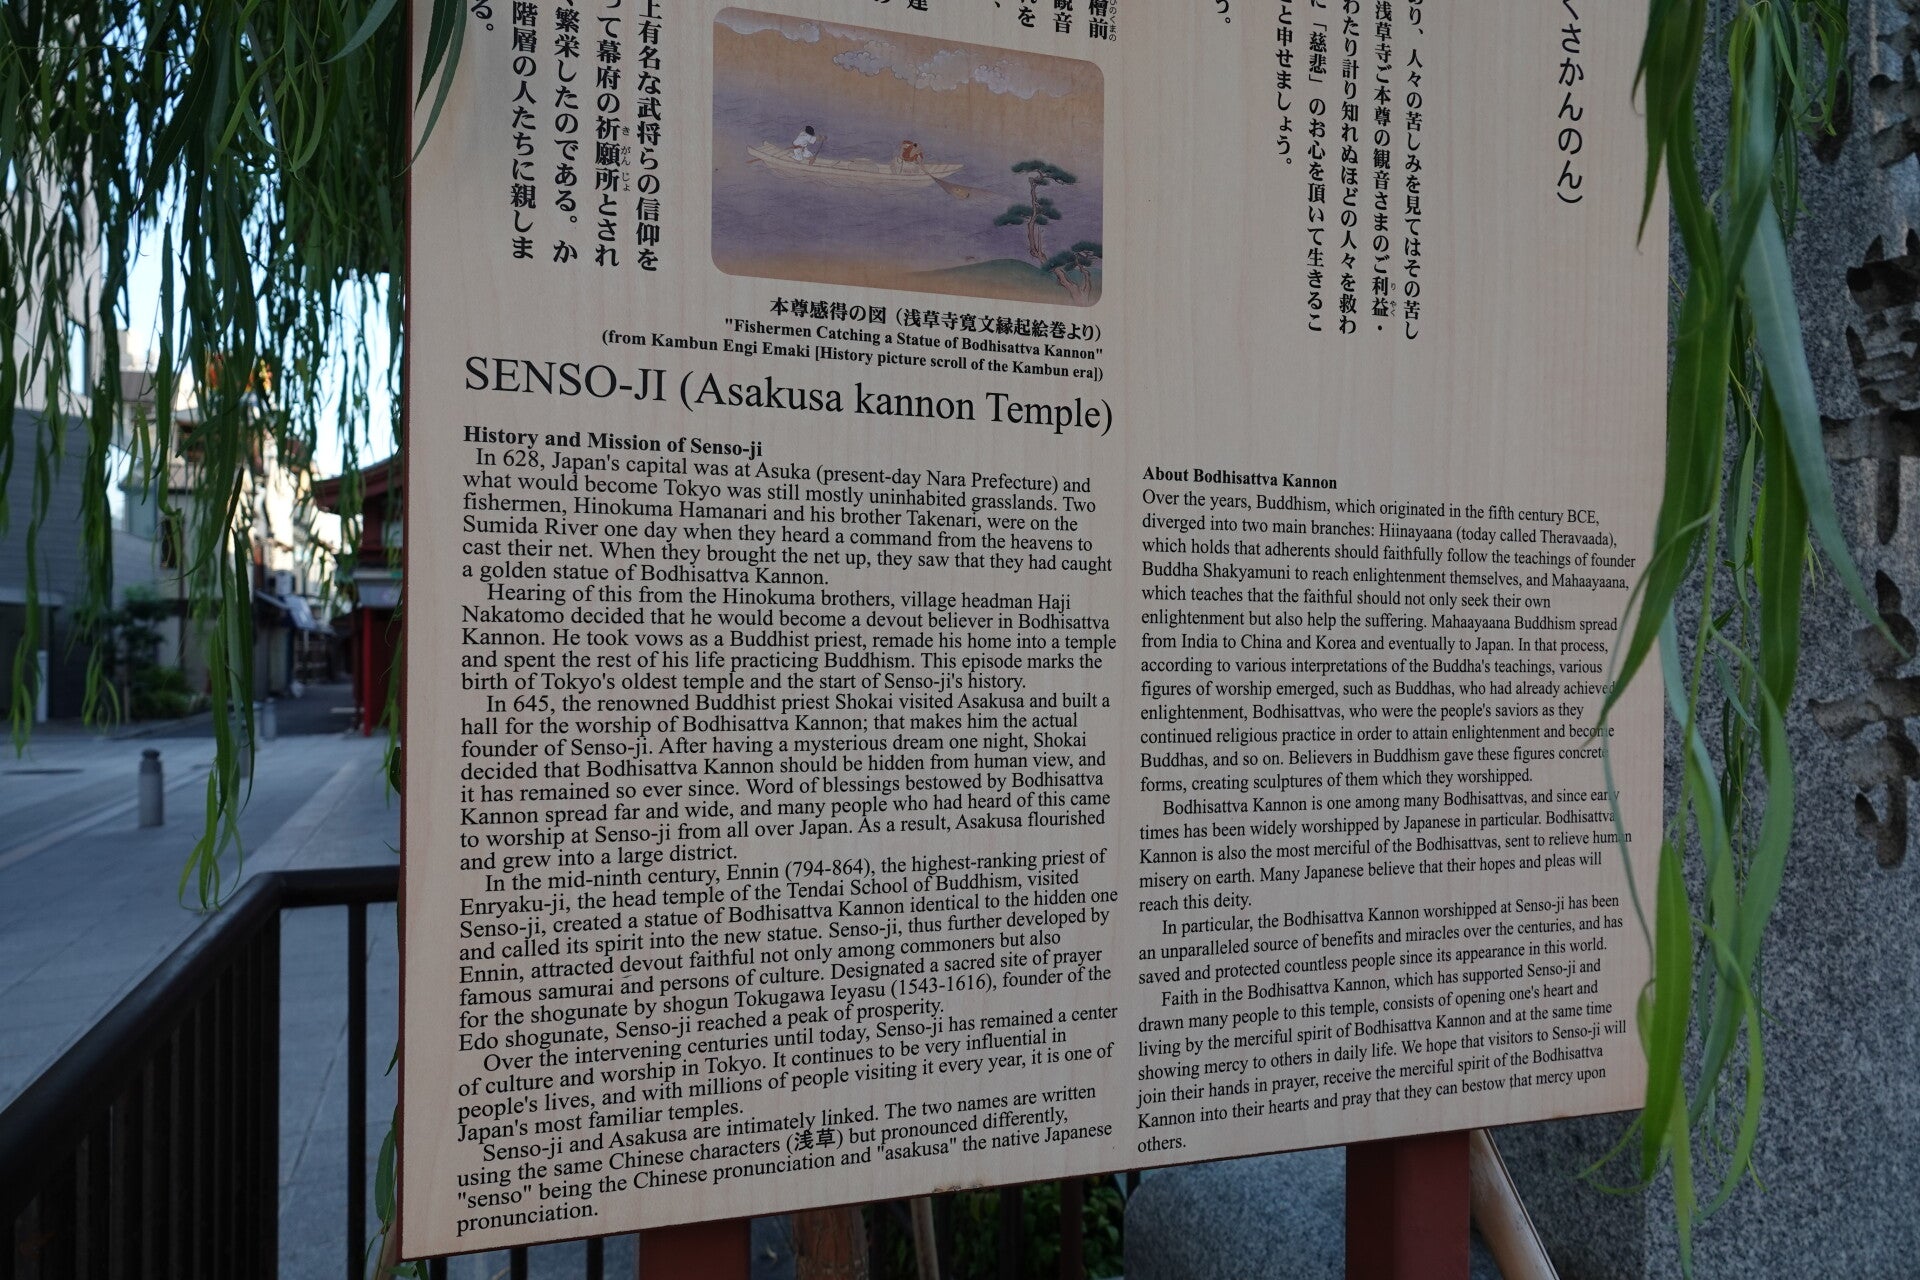 くさかんのん）
あり、人々の苦しみを見てはその苦し
浅草寺ご本尊の観音さまのご利益・
りやく
わたり計り知れぬほどの人々を救わ
に「慈悲」のお心を頂いて生きるこ
と申せましょう。
う。
檜前
ひのくまの
観音
れを
、
上有名な武将らの信仰を
って幕府の祈願所とされ
きがんじょ
く繁栄したのである。か
階層の人たちに親しま
る。
本尊感得の図（浅草寺寛文縁起絵巻より）
"Fishermen Catching a Statue of Bodhisattva Kannon"
(from Kambun Engi Emaki [History picture scroll of the Kambun era])
SENSO-JI (Asakusa kannon Temple)
History and Mission of Senso-ji
In 628, Japan's capital was at Asuka (present-day Nara Prefecture) and
what would become Tokyo was still mostly uninhabited grasslands. Two
fishermen, Hinokuma Hamanari and his brother Takenari, were on the
Sumida River one day when they heard a command from the heavens to
cast their net. When they brought the net up, they saw that they had caught
a golden statue of Bodhisattva Kannon.
Hearing of this from the Hinokuma brothers, village headman Haji
Nakatomo decided that he would become a devout believer in Bodhisattva
Kannon. He took vows as a Buddhist priest, remade his home into a temple
and spent the rest of his life practicing Buddhism. This episode marks the
birth of Tokyo's oldest temple and the start of Senso-ji's history.
In 645, the renowned Buddhist priest Shokai visited Asakusa and built a
hall for the worship of Bodhisattva Kannon; that makes him the actual
founder of Senso-ji. After having a mysterious dream one night, Shokai
decided that Bodhisattva Kannon should be hidden from human view, and
it has remained so ever since. Word of blessings bestowed by Bodhisattva
Kannon spread far and wide, and many people who had heard of this came
to worship at Senso-ji from all over Japan. As a result, Asakusa flourished
and grew into a large district.
In the mid-ninth century, Ennin (794-864), the highest-ranking priest of
Enryaku-ji, the head temple of the Tendai School of Buddhism, visited
Senso-ji, created a statue of Bodhisattva Kannon identical to the hidden one
and called its spirit into the new statue. Senso-ji, thus further developed by
Ennin, attracted devout faithful not only among commoners but also
famous samurai and persons of culture. Designated a sacred site of prayer
for the shogunate by shogun Tokugawa Ieyasu (1543-1616), founder of the
Edo shogunate, Senso-ji reached a peak of prosperity.
Over the intervening centuries until today, Senso-ji has remained a center
of culture and worship in Tokyo. It continues to be very influential in
people's lives, and with millions of people visiting it every year, it is one of
Japan's most familiar temples.
Senso-ji and Asakusa are intimately linked. The two names are written
using the same Chinese characters (浅草) but pronounced differently,
"senso" being the Chinese pronunciation and "asakusa" the native Japanese
pronunciation.
About Bodhisattva Kannon
Over the years, Buddhism, which originated in the fifth century BCE,
diverged into two main branches: Hiinayaana (today called Theravaada),
which holds that adherents should faithfully follow the teachings of founder
Buddha Shakyamuni to reach enlightenment themselves, and Mahaayaana,
which teaches that the faithful should not only seek their own
enlightenment but also help the suffering. Mahaayaana Buddhism spread
from India to China and Korea and eventually to Japan. In that process,
according to various interpretations of the Buddha's teachings, various
figures of worship emerged, such as Buddhas, who had already achieved
enlightenment, Bodhisattvas, who were the people's saviors as they
continued religious practice in order to attain enlightenment and become
Buddhas, and so on. Believers in Buddhism gave these figures concrete
forms, creating sculptures of them which they worshipped.
Bodhisattva Kannon is one among many Bodhisattvas, and since early
times has been widely worshipped by Japanese in particular. Bodhisattva
Kannon is also the most merciful of the Bodhisattvas, sent to relieve human
misery on earth. Many Japanese believe that their hopes and pleas will
reach this deity.
In particular, the Bodhisattva Kannon worshipped at Senso-ji has been
an unparalleled source of benefits and miracles over the centuries, and has
saved and protected countless people since its appearance in this world.
Faith in the Bodhisattva Kannon, which has supported Senso-ji and
drawn many people to this temple, consists of opening one's heart and
living by the merciful spirit of Bodhisattva Kannon and at the same time
showing mercy to others in daily life. We hope that visitors to Senso-ji will
join their hands in prayer, receive the merciful spirit of the Bodhisattva
Kannon into their hearts and pray that they can bestow that mercy upon
others.